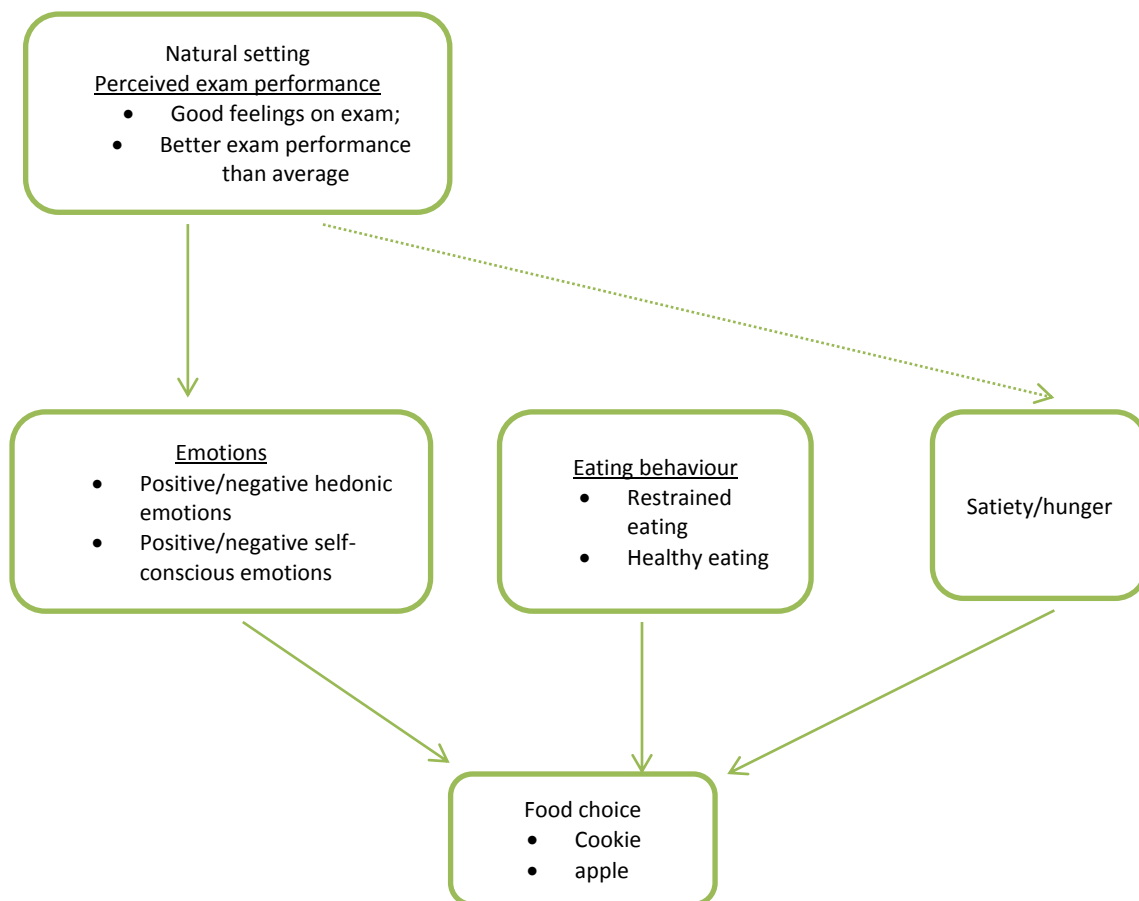 Natural setting
Perceived exam performance
• Good feelings on exam;
• Better exam performance
than average
Emotions
• Positive/negative hedonic
emotions
• Positive/negative self-
conscious emotions
Eating behaviour
• Restrained
eating
• Healthy eating
Satiety/hunger
Food choice
• Cookie
• apple